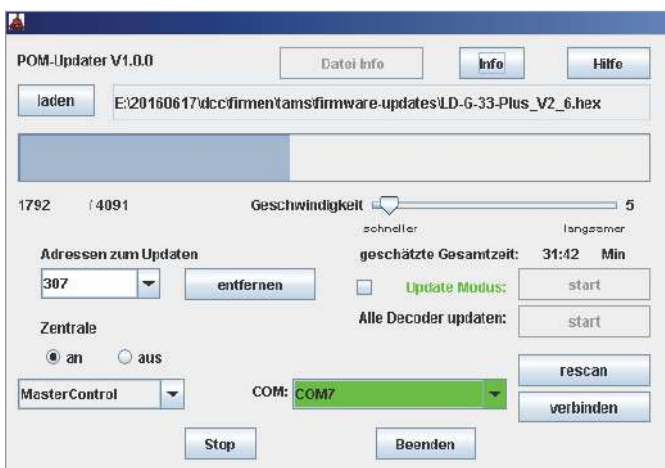 POM-Updater V1.0.0 Datei Info Info Hilfe
laden E:\20160617\dcc\firmen\tams\firmware-updates\LD-G-33-Plus_V2_6.hex
1792 / 4091 Geschwindigkeit 5
schneller langsamer
Adressen zum Updaten geschätzte Gesamtzeit: 31:42 Min
307 entfernen Update Modus: start
Zentrale Alle Decoder updaten: start
an aus
rescan
MasterControl COM: COM7
verbinden
Stop Beenden